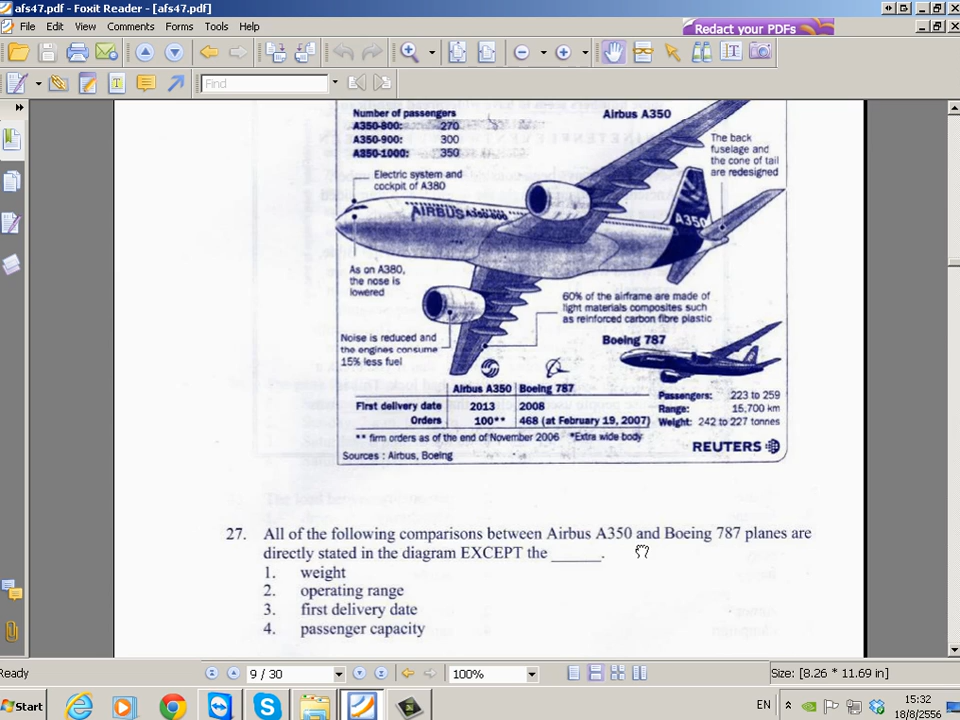 afs47.pdf - Foxit Reader - [afs47.pdf]
File Edit View Comments Forms Tools Help
Redact your PDFs
Find
Number of passengers
A350-800: 270
A350-900: 300
A350-1000: 350
Airbus A350
The back
fuselage and
the cone of tail
are redesigned
Electric system and
cockpit of A380
AIRBUS A350-800
A350
As on A380,
the nose is
lowered
60% of the airframe are made of
light materials composites such
as reinforced carbon fibre plastic
Noise is reduced and
the engines consume
15% less fuel
Boeing 787
Airbus A350 Boeing 787
First delivery date 2013 2008
Orders 100** 468 (at February 19, 2007)
** firm orders as of the end of November 2006 *Extra wide body
Sources : Airbus, Boeing
Passengers: 223 to 259
Range: 15,700 km
Weight: 242 to 227 tonnes
REUTERS
27. All of the following comparisons between Airbus A350 and Boeing 787 planes are
directly stated in the diagram EXCEPT the ______.
1. weight
2. operating range
3. first delivery date
4. passenger capacity
Ready
9 / 30
100%
Size: [8.26 * 11.69 in]
Start
EN
15:32
18/8/2556